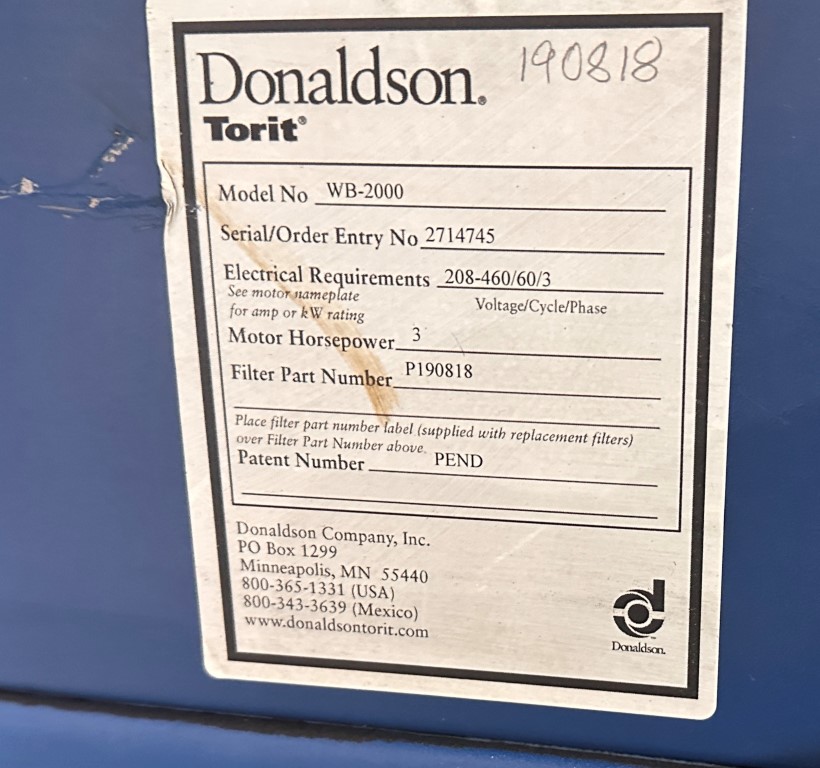 Donaldson.®
190818
Torit®
Model No WB-2000
Serial/Order Entry No 2714745
Electrical Requirements 208-460/60/3
See motor nameplate Voltage/Cycle/Phase
for amp or kW rating
Motor Horsepower 3
Filter Part Number P190818
Place filter part number label (supplied with replacement filters)
over Filter Part Number above.
Patent Number PEND
Donaldson Company, Inc.
PO Box 1299
Minneapolis, MN 55440
800-365-1331 (USA)
800-343-3639 (Mexico)
www.donaldsontorit.com
Donaldson.